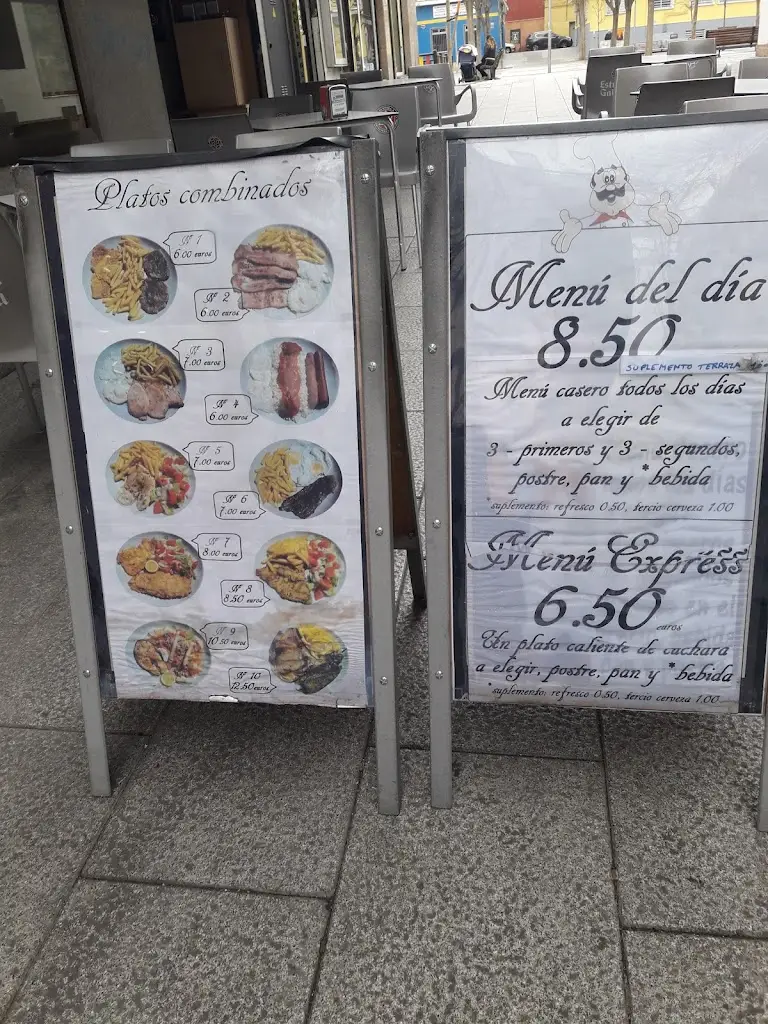 Platos combinados
Nº 1
6.00 euros
Nº 2
6.00 euros
Nº 3
7.00 euros
Nº 4
6.00 euros
Nº 5
7.00 euros
Nº 6
7.00 euros
Nº 7
8.00 euros
Nº 8
8.50 euros
Nº 9
10.50 euros
Nº 10
12.50 euros
Menú del día
8.50
SUPLEMENTO TERRAZA
Menú casero todos los días
a elegir de
3 - primeros y 3 - segundos,
postre, pan y *bebida
*suplemento: refresco 0.50, tercio cerveza 1.00
Menú Express
6.50 euros
Un plato caliente de cuchara
a elegir, postre, pan y *bebida
*suplemento: refresco 0.50, tercio cerveza 1.00